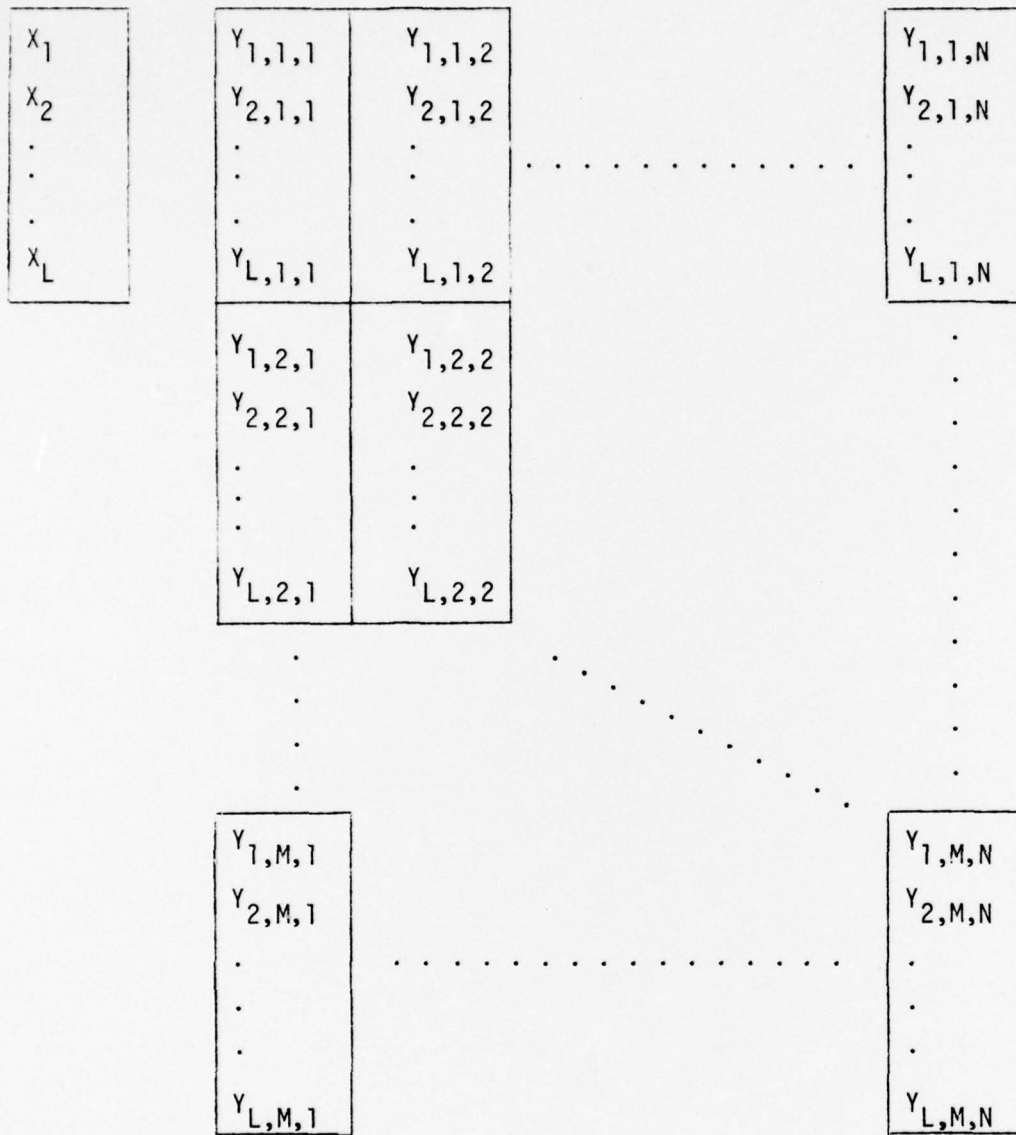 X1 Y1,1,1 Y1,1,2 Y1,1,N
X2 Y2,1,1 Y2,1,2 Y2,1,N
. . . .
. . . . . . . . . . . . . . . .
. . . .
XL YL,1,1 YL,1,2 YL,1,N
Y1,2,1 Y1,2,2
Y2,2,1 Y2,2,2
. .
. .
. .
YL,2,1 YL,2,2
Y1,M,1 Y1,M,N
Y2,M,1 Y2,M,N
. . . . . . . . . . . . . . . . . .
. .
. .
YL,M,1 YL,M,N